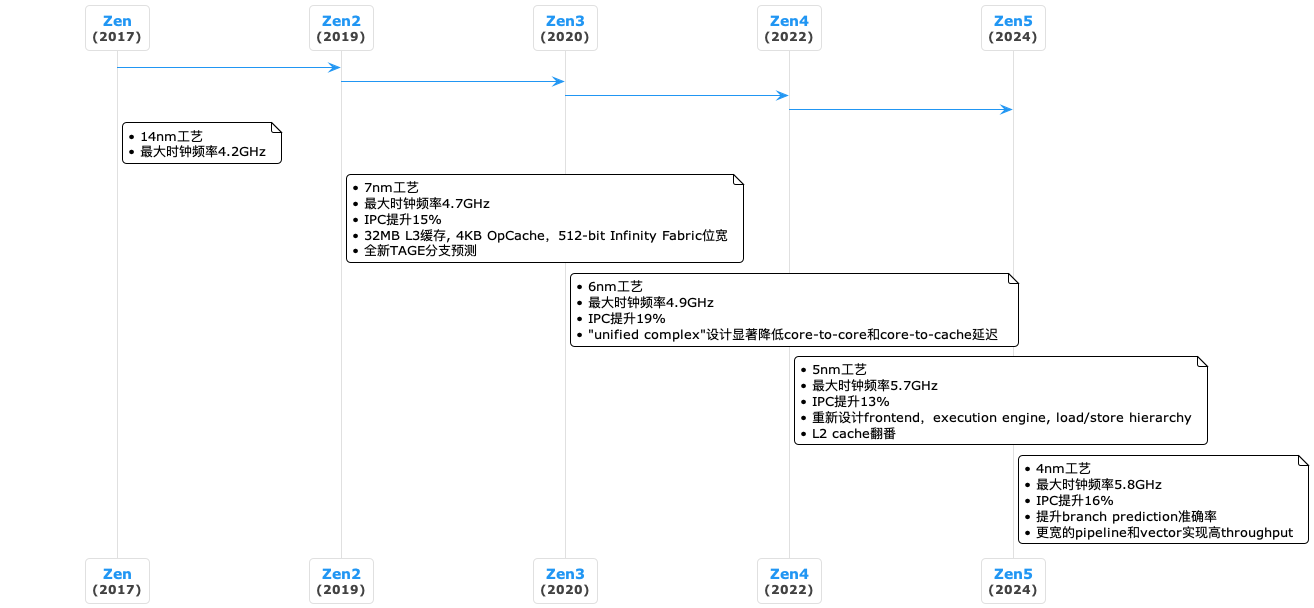 Zen
(2017)
Zen2
(2019)
Zen3
(2020)
Zen4
(2022)
Zen5
(2024)
• 14nm工艺
• 最大时钟频率4.2GHz
• 7nm工艺
• 最大时钟频率4.7GHz
• IPC提升15%
• 32MB L3缓存, 4KB OpCache，512-bit Infinity Fabric位宽
• 全新TAGE分支预测
• 6nm工艺
• 最大时钟频率4.9GHz
• IPC提升19%
• "unified complex"设计显著降低core-to-core和core-to-cache延迟
• 5nm工艺
• 最大时钟频率5.7GHz
• IPC提升13%
• 重新设计frontend，execution engine, load/store hierarchy
• L2 cache翻番
• 4nm工艺
• 最大时钟频率5.8GHz
• IPC提升16%
• 提升branch prediction准确率
• 更宽的pipeline和vector实现高throughput
Zen
(2017)
Zen2
(2019)
Zen3
(2020)
Zen4
(2022)
Zen5
(2024)